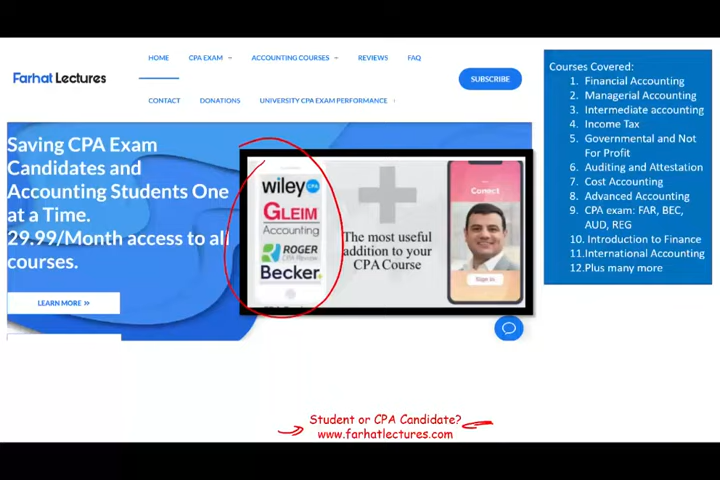 HOME
CPA EXAM
ACCOUNTING COURSES
REVIEWS
FAQ
Farhat Lectures
SUBSCRIBE
CONTACT
DONATIONS
UNIVERSITY CPA EXAM PERFORMANCE
Saving CPA Exam
Candidates and
Accounting Students One
at a Time.
29.99/Month access to all
courses.
LEARN MORE »
wiley CPA
GLEIM
Accounting
ROGER
CPA Review
Becker.
The most useful
addition to your
CPA Course
Correct
Sign In
Courses Covered:
1. Financial Accounting
2. Managerial Accounting
3. Intermediate accounting
4. Income Tax
5. Governmental and Not
For Profit
6. Auditing and Attestation
7. Cost Accounting
8. Advanced Accounting
9. CPA exam: FAR, BEC,
AUD, REG
10. Introduction to Finance
11.International Accounting
12.Plus many more
Student or CPA Candidate?
www.farhatlectures.com